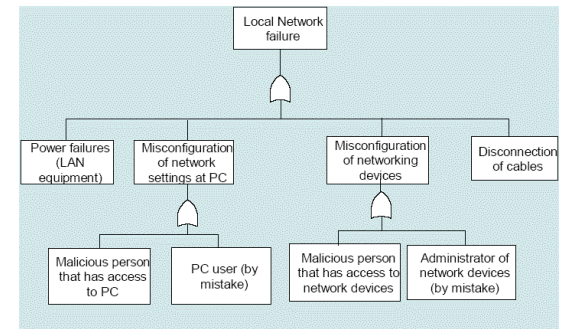 Local Network
failure
Power failures
(LAN
equipment)
Misconfiguration
of network
settings at PC
Misconfiguration
of networking
devices
Disconnection
of cables
Malicious person
that has access
to PC
PC user (by
mistake)
Malicious person
that has access to
network devices
Administrator of
network devices
(by mistake)